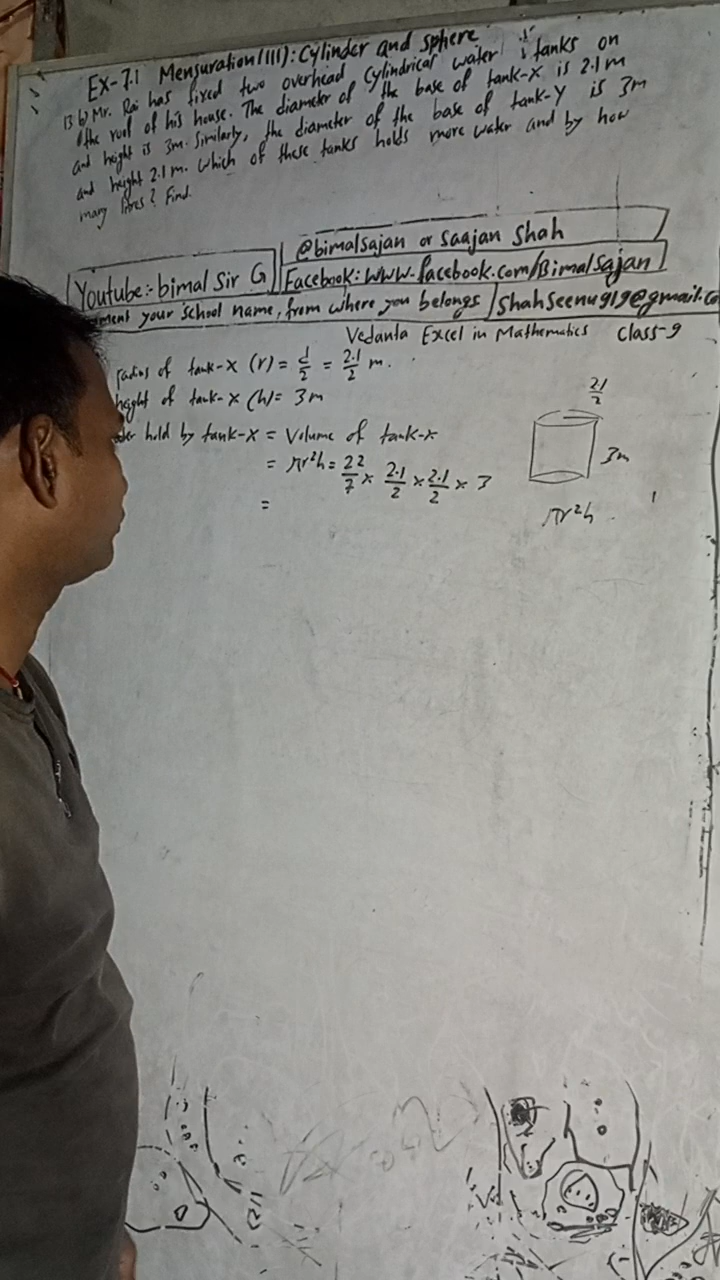 Ex-7.1 Mensuration(III): Cylinder and sphere
13 b) Mr. Rai has fixed two overhead cylindrical water tanks on
the roof of his house. The diameter of the base of tank-X is 2.1m
and height is 3m. Similarly, the diameter of the base of tank-Y is 3m
and height 2.1 m. Which of these tanks holds more water and by how
many litres? Find.
@bimalsajan or Saajan Shah
Youtube:- bimal Sir G
Facebook: www.facebook.com/Bimalsajan
ment your school name, from where you belongs
Shahseenu919@gmail.co
Vedanta Excel in Mathematics Class-9
radius of tank-X (r) = d/2 = 2.1/2 m.
height of tank-X (h) = 3m
hold by tank-X = Volume of tank-x
= πr²h = 22/7 × 2.1/2 × 2.1/2 × 3
=
2.1/2
3m
πr²h